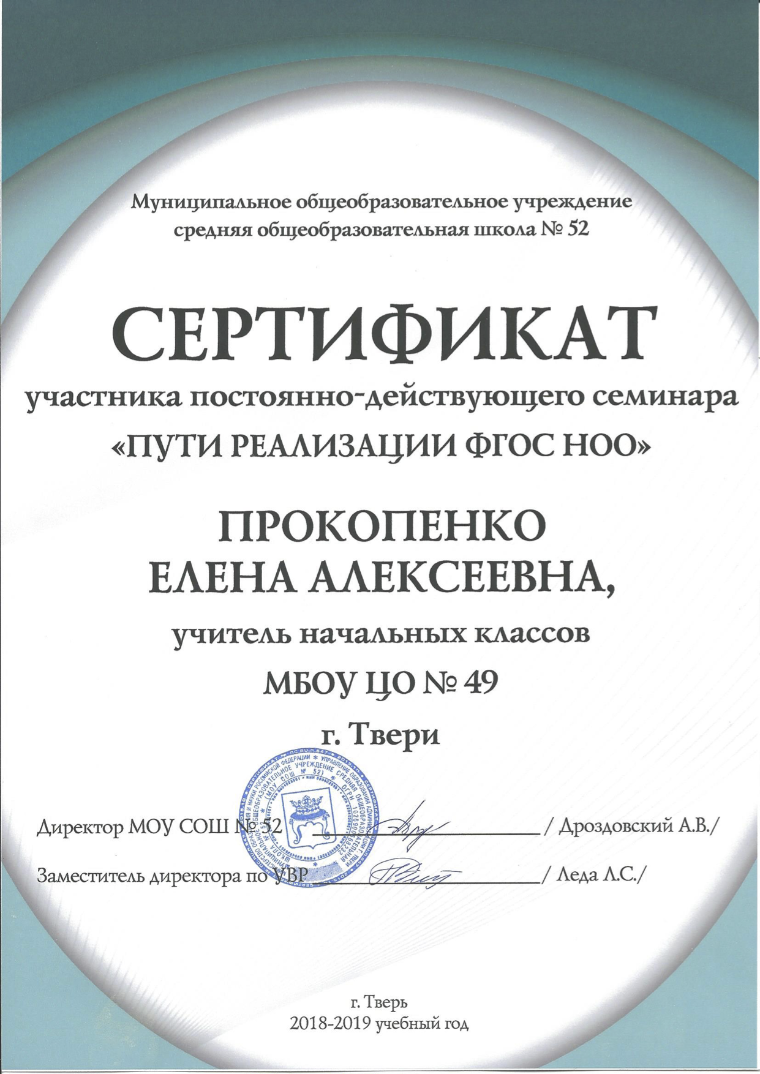 Муниципальное общеобразовательное учреждение
средняя общеобразовательная школа № 52
СЕРТИФИКАТ
участника постоянно-действующего семинара
«ПУТИ РЕАЛИЗАЦИИ ФГОС НОО»
ПРОКОПЕНКО
ЕЛЕНА АЛЕКСЕЕВНА,
учитель начальных классов
МБОУ ЦО № 49
г. Твери
Директор МОУ СОШ № 52 / Дроздовский А.В./
Заместитель директора по УВР / Леда Л.С./
г. Тверь
2018-2019 учебный год